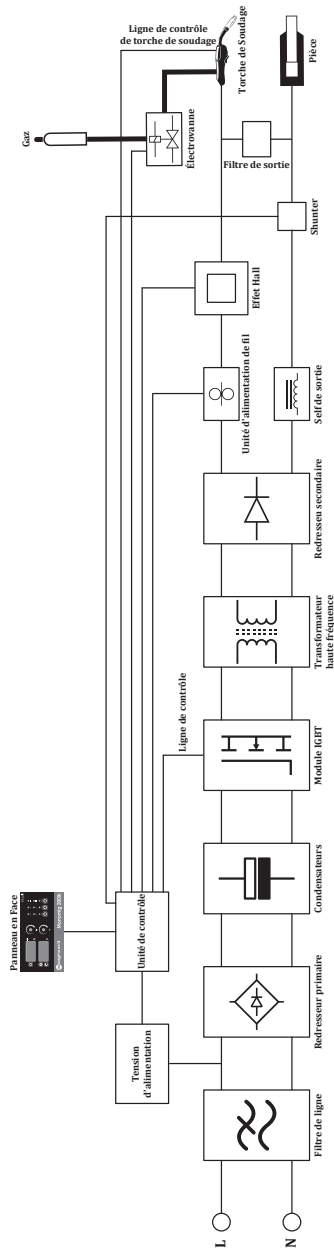 Gaz
Ligne de contrôle
de torche de soudage
Torche de Soudage
Pièce
Électrovanne
Filtre de sortie
Shunter
Effet Hall
Unité d'alimentation de fil
Self de sortie
Redresseu secondaire
Transformateur
haute fréquence
Ligne de contrôle
Module IGBT
Condensateurs
Panneau en Face
Unité de contrôle
Tension
d'alimentation
Redresseur primaire
Filtre de ligne
L
N